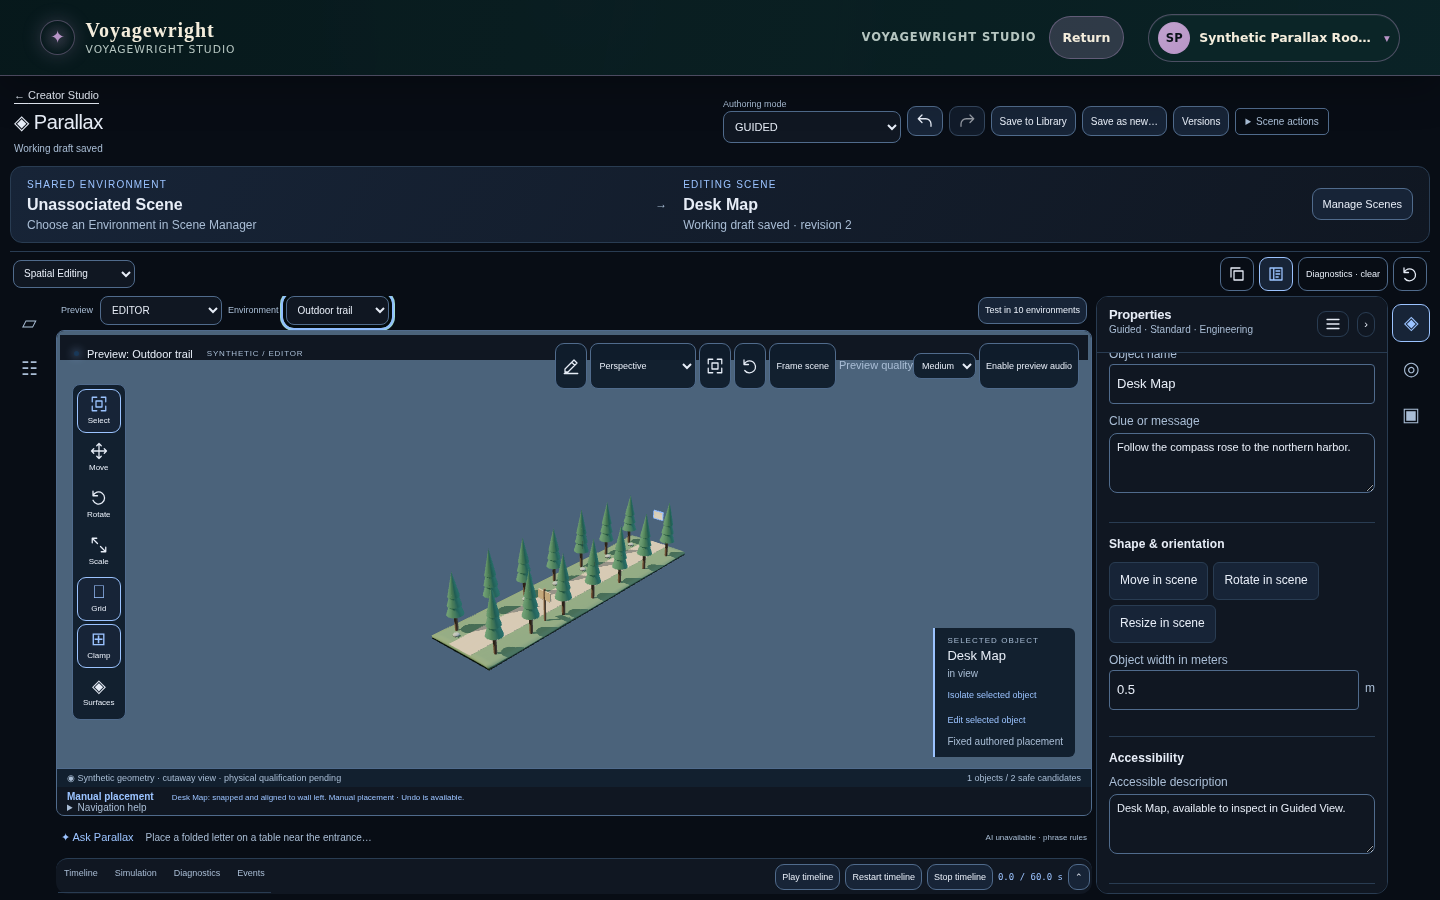 Voyagewright
VOYAGEWRIGHT STUDIO
VOYAGEWRIGHT STUDIO
Return
SP
Synthetic Parallax Roo…
← Creator Studio
◈ Parallax
Working draft saved
Authoring mode
GUIDED
Save to Library
Save as new…
Versions
Scene actions
SHARED ENVIRONMENT
Unassociated Scene
Choose an Environment in Scene Manager
→
EDITING SCENE
Desk Map
Working draft saved · revision 2
Manage Scenes
Spatial Editing
Diagnostics · clear
Preview
EDITOR
Environment
Outdoor trail
Test in 10 environments
Preview: Outdoor trail
SYNTHETIC / EDITOR
Perspective
Frame scene
Preview quality
Medium
Enable preview audio
Select
Move
Rotate
Scale
Grid
Clamp
Surfaces
SELECTED OBJECT
Desk Map
in view
Isolate selected object
Edit selected object
Fixed authored placement
◉ Synthetic geometry · cutaway view · physical qualification pending
1 objects / 2 safe candidates
Manual placement
Desk Map: snapped and aligned to wall left. Manual placement · Undo is available.
Navigation help
✦ Ask Parallax
Place a folded letter on a table near the entrance…
AI unavailable · phrase rules
Timeline
Simulation
Diagnostics
Events
Play timeline
Restart timeline
Stop timeline
0.0 / 60.0 s
Properties
Guided · Standard · Engineering
Object name
Desk Map
Clue or message
Follow the compass rose to the northern harbor.
Shape & orientation
Move in scene
Rotate in scene
Resize in scene
Object width in meters
0.5
m
Accessibility
Accessible description
Desk Map, available to inspect in Guided View.